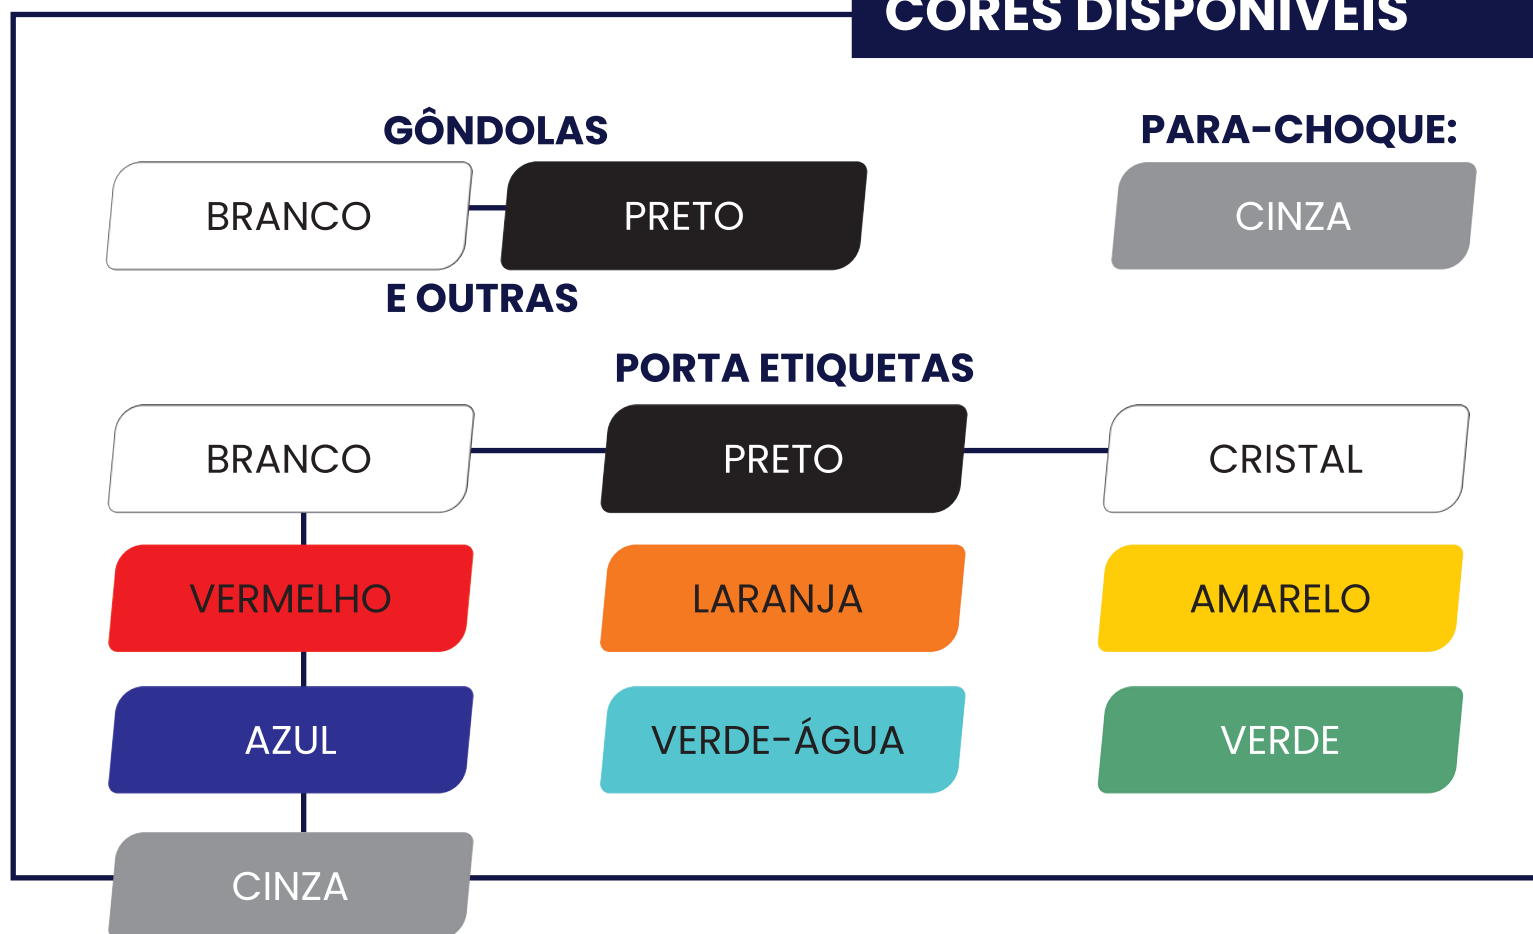 CORES DISPONÍVEIS
GÔNDOLAS
PARA-CHOQUE:
BRANCO
PRETO
CINZA
E OUTRAS
PORTA ETIQUETAS
BRANCO
PRETO
CRISTAL
VERMELHO
LARANJA
AMARELO
AZUL
VERDE-ÁGUA
VERDE
CINZA